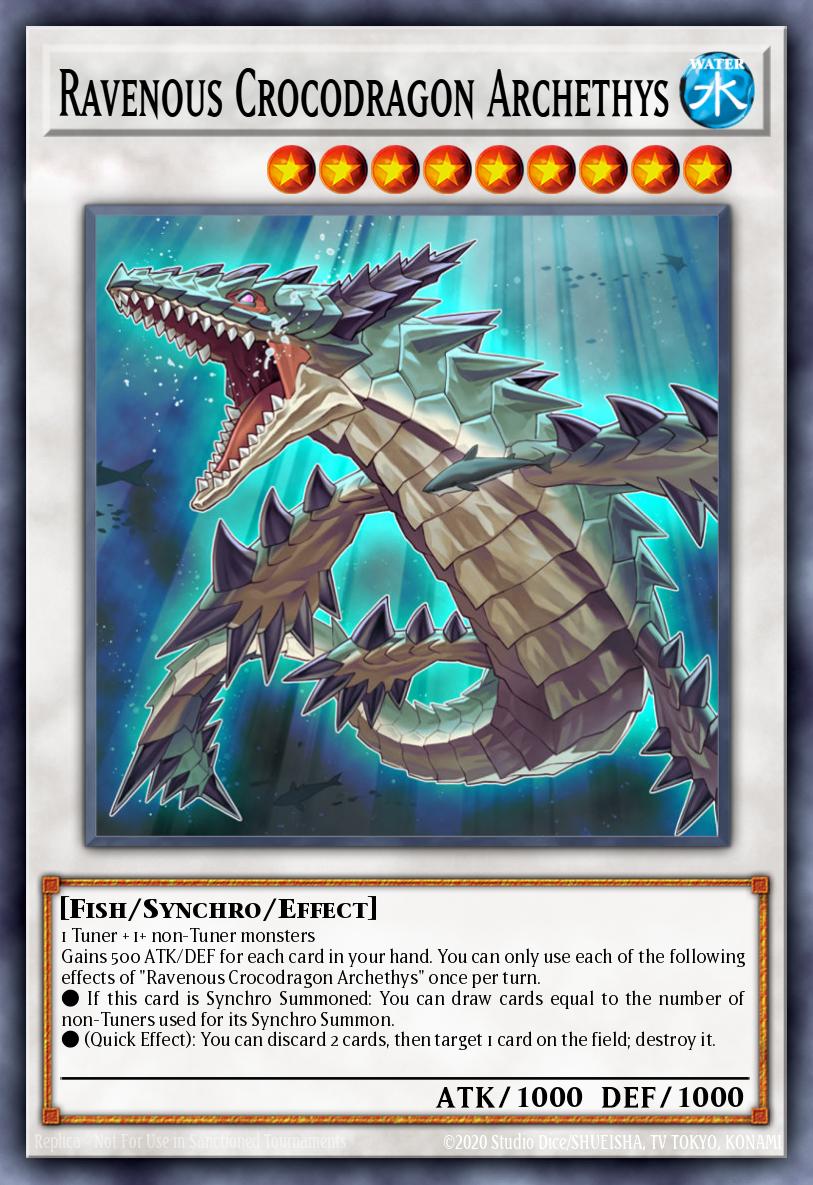 RAVENOUS CROCODRAGON ARCHETHYS
WATER
水
[FISH/SYNCHRO/EFFECT]
1 Tuner + 1+ non-Tuner monsters
Gains 500 ATK/DEF for each card in your hand. You can only use each of the following
effects of "Ravenous Crocodragon Archethys" once per turn.
● If this card is Synchro Summoned: You can draw cards equal to the number of
non-Tuners used for its Synchro Summon.
● (Quick Effect): You can discard 2 cards, then target 1 card on the field; destroy it.
ATK/1000 DEF/1000
Replica - Not For Use in Sanctioned Tournaments
©2020 Studio Dice/SHUEISHA, TV TOKYO, KONAMI